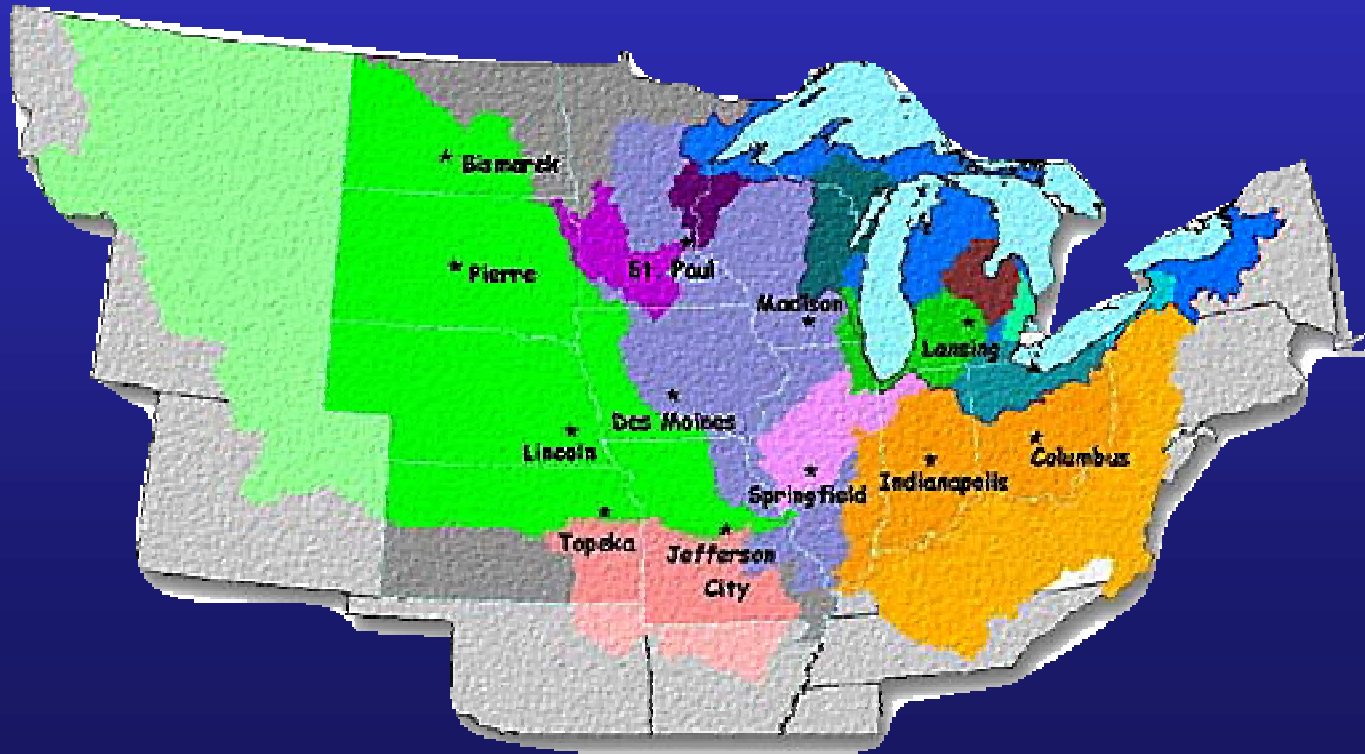 Bismarck
Pierre
St. Paul
Madison
Lansing
Des Moines
Lincoln
Columbus
Indianapolis
Springfield
Topeka
Jefferson
City